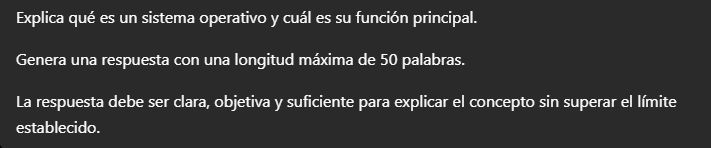 Explica qué es un sistema operativo y cuál es su función principal.
Genera una respuesta con una longitud máxima de 50 palabras.
La respuesta debe ser clara, objetiva y suficiente para explicar el concepto sin superar el límite
establecido.